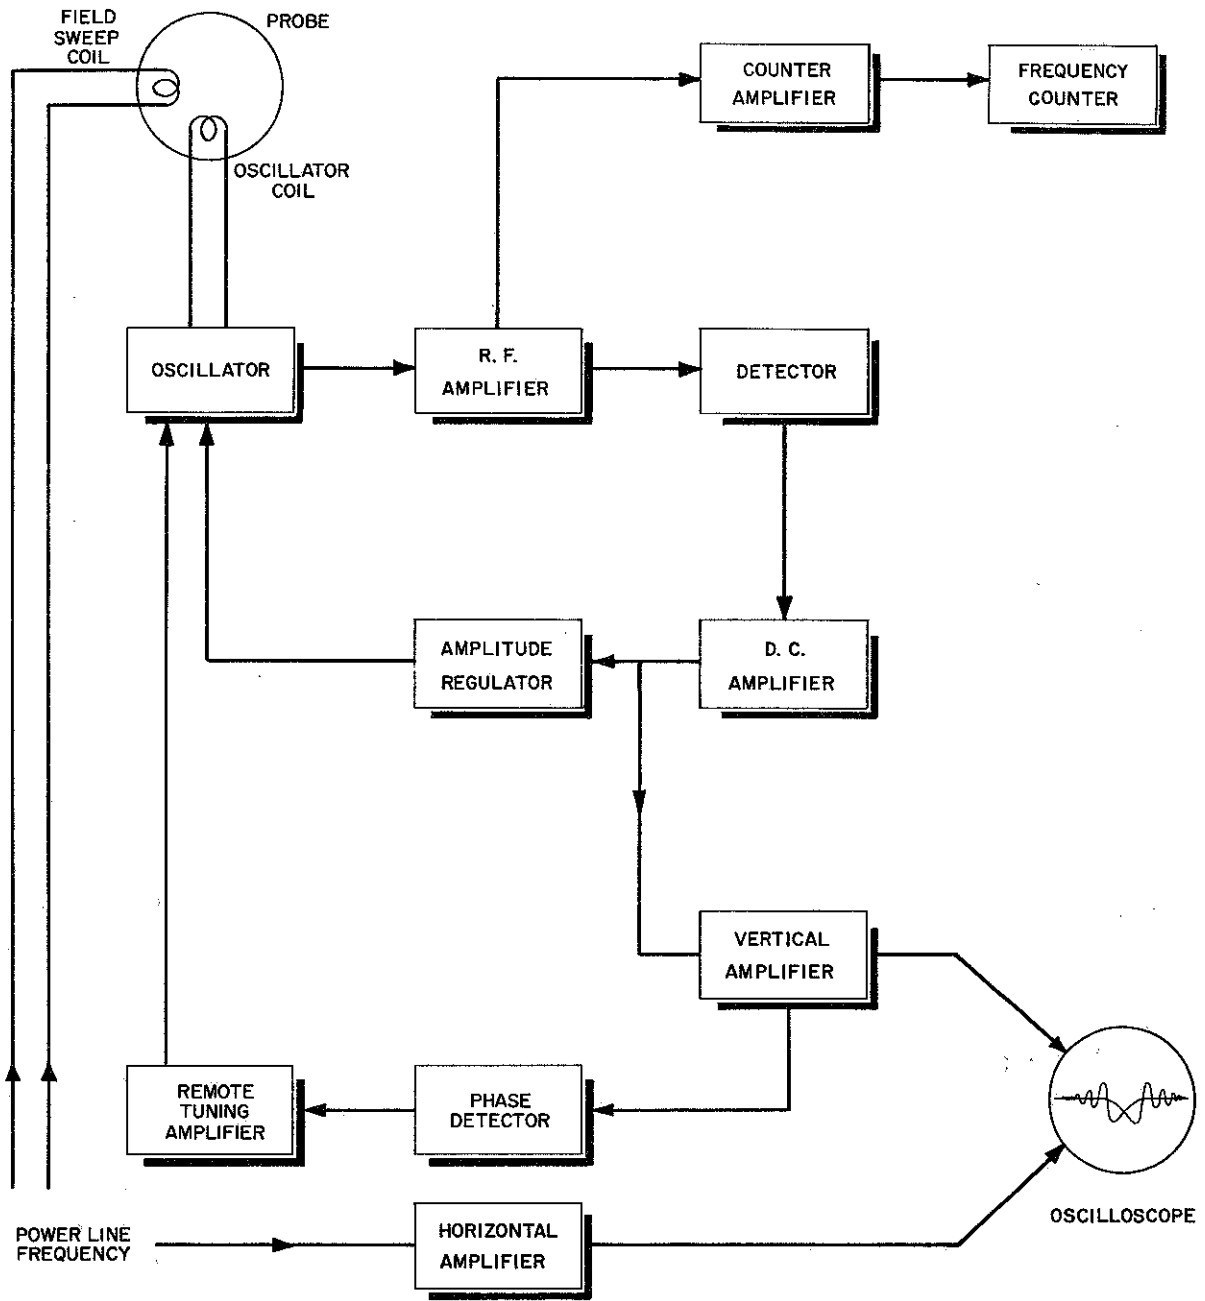 FIELD
SWEEP
COIL
PROBE
OSCILLATOR
COIL
COUNTER
AMPLIFIER
FREQUENCY
COUNTER
OSCILLATOR
R. F.
AMPLIFIER
DETECTOR
AMPLITUDE
REGULATOR
D. C.
AMPLIFIER
VERTICAL
AMPLIFIER
REMOTE
TUNING
AMPLIFIER
PHASE
DETECTOR
OSCILLOSCOPE
POWER LINE
FREQUENCY
HORIZONTAL
AMPLIFIER